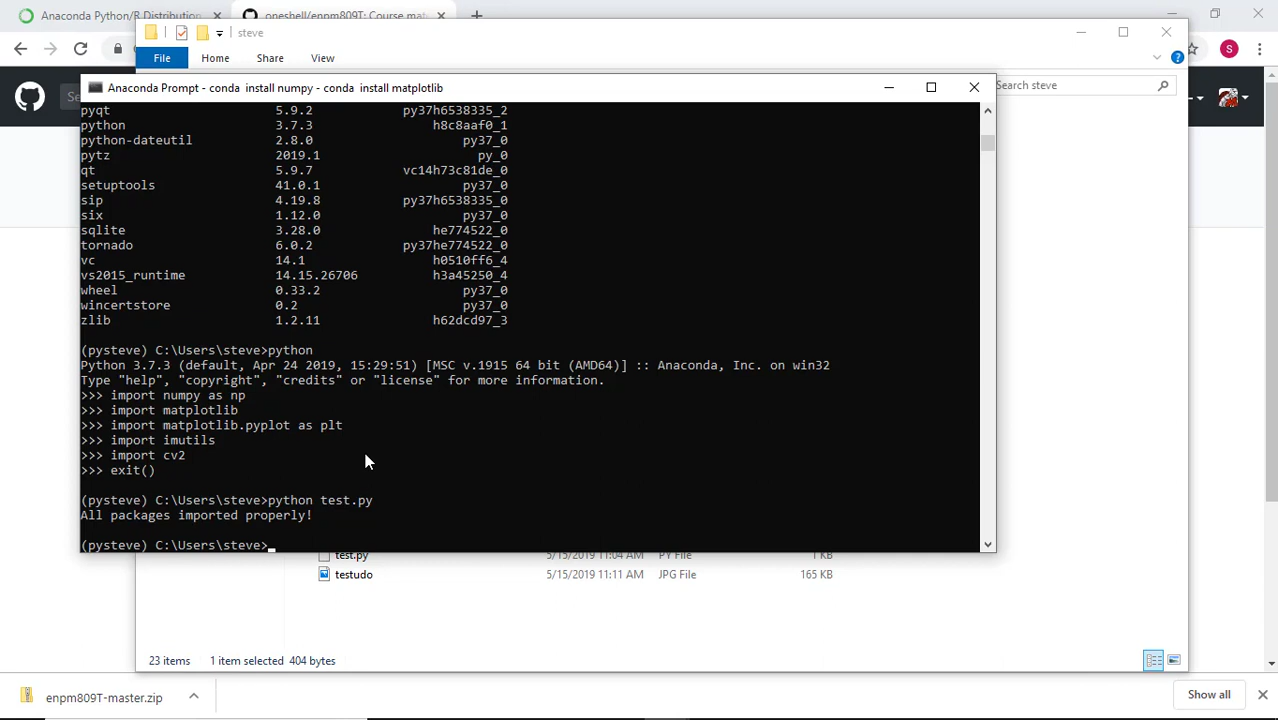 Anaconda Python/R Distribution
oneshell/enpm809T: Course mat
steve
File Home Share View
Search steve
Anaconda Prompt - conda install numpy - conda install matplotlib
pyqt 5.9.2 py37h6538335_2
python 3.7.3 h8c8aaf0_1
python-dateutil 2.8.0 py37_0
pytz 2019.1 py_0
qt 5.9.7 vc14h73c81de_0
setuptools 41.0.1 py37_0
sip 4.19.8 py37h6538335_0
six 1.12.0 py37_0
sqlite 3.28.0 he774522_0
tornado 6.0.2 py37he774522_0
vc 14.1 h0510ff6_4
vs2015_runtime 14.15.26706 h3a45250_4
wheel 0.33.2 py37_0
wincertstore 0.2 py37_0
zlib 1.2.11 h62dcd97_3
(pysteve) C:\Users\steve>python
Python 3.7.3 (default, Apr 24 2019, 15:29:51) [MSC v.1915 64 bit (AMD64)] :: Anaconda, Inc. on win32
Type "help", "copyright", "credits" or "license" for more information.
>>> import numpy as np
>>> import matplotlib
>>> import matplotlib.pyplot as plt
>>> import imutils
>>> import cv2
>>> exit()
(pysteve) C:\Users\steve>python test.py
All packages imported properly!
(pysteve) C:\Users\steve>
test.py 5/15/2019 11:04 AM PY File 1 KB
testudo 5/15/2019 11:11 AM JPG File 165 KB
23 items 1 item selected 404 bytes
enpm809T-master.zip
Show all